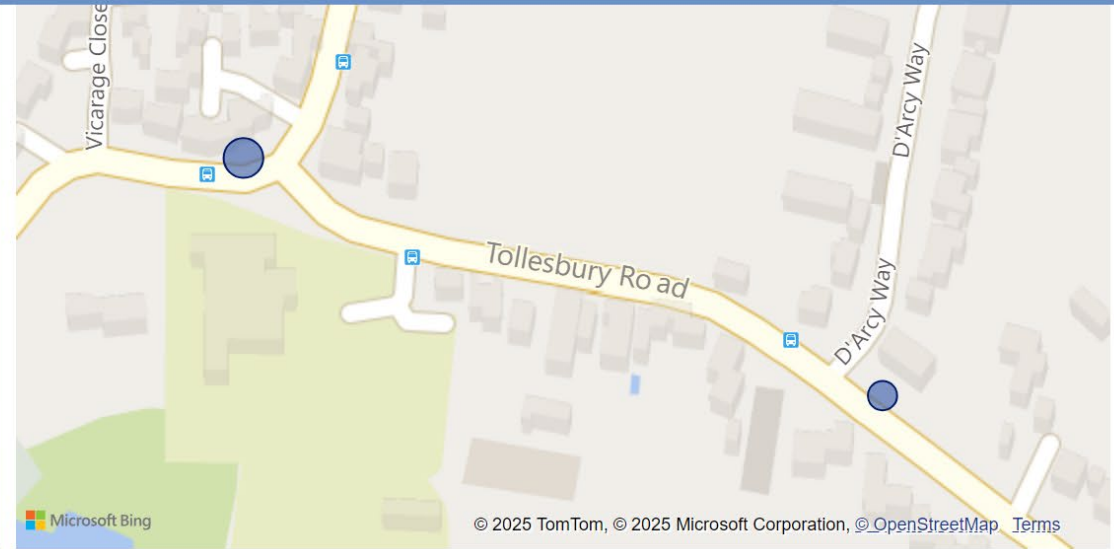 Vicarage Close
D'Arcy Way
Tollesbury Road
D'Arcy Way
Microsoft Bing
© 2025 TomTom, © 2025 Microsoft Corporation, © OpenStreetMap Terms